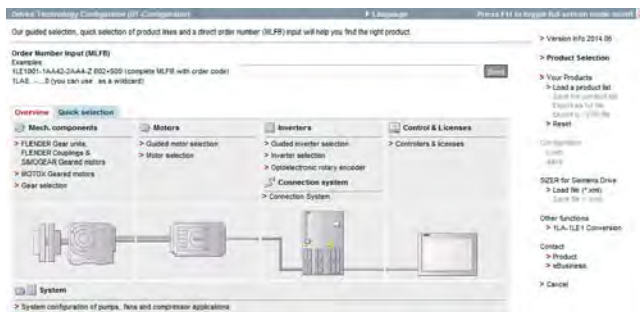 Drives Technology Configurator (DT-Configurator)
Language
Press F11 to toggle full screen mode on/off
Our guided selection, quick selection of product lines and a direct order number (MLFB) input will help you find the right product.
Order Number Input (MLFB)
Examples
1LE1001-1AA42-2AA4-Z B02+S00 (complete MLFB with order code)
(you can use . as a wildcard)
Overview
Quick selection
Mech. components
> FLENDER Gear units,
FLENDER Couplings &
SIMOGEAR Geared motors
> MOTOX Geared motors
> Gear selection
Motors
> Guided motor selection
> Motor selection
Inverters
> Guided inverter selection
> Inverter selection
> Optoelectronic rotary encoder
Connection system
> Connection System
Control & Licenses
> Controllers & licenses
System
> System configuration of pumps, fans and compressor applications
> Version Info 2014.06
> Product Selection
> Your Products
> Load a product list
> Reset
SIZER for Siemens Drive
> Load file (*.xml)
Other functions
> 1LA-1LE1 Conversion
Contact
> Product
> eBusiness
> Cancel